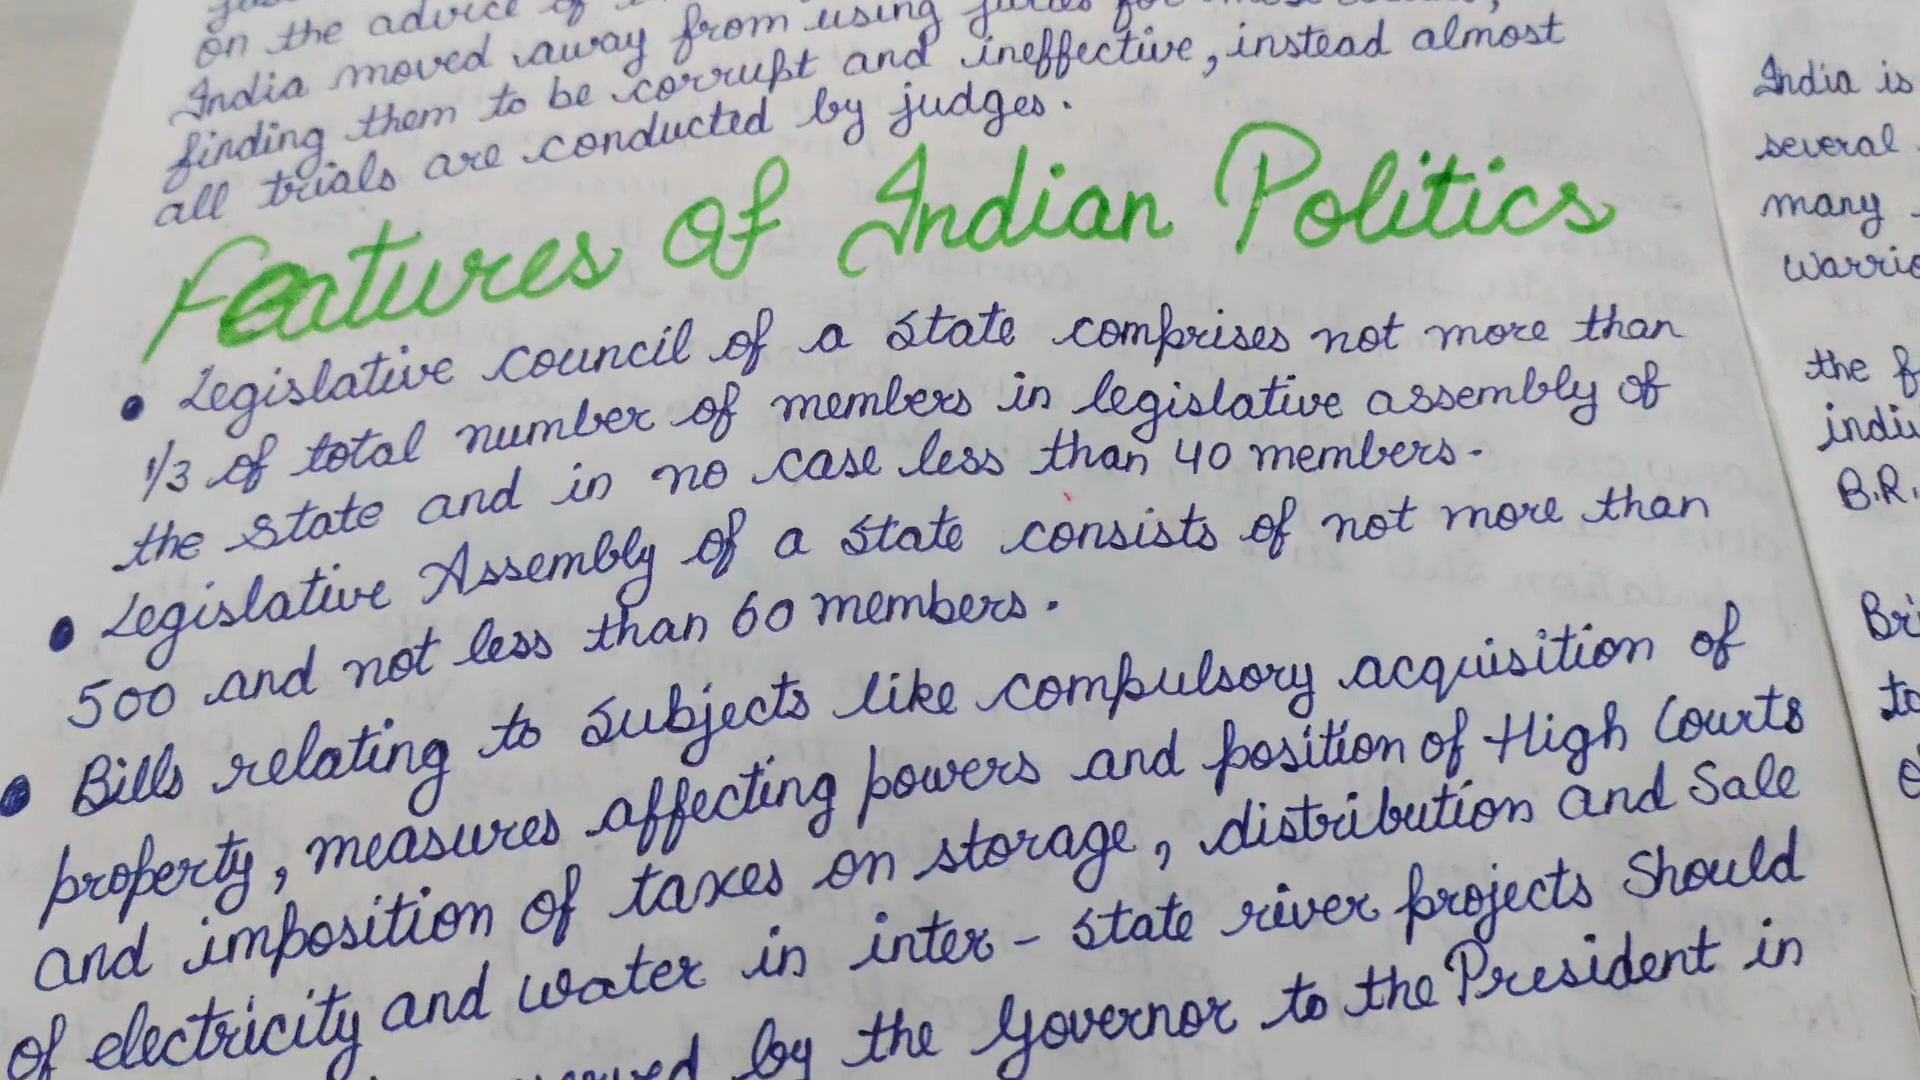 on the advice of
India moved away from using juries for most
finding them to be corrupt and ineffective, instead almost
all trials are conducted by judges.
Features Of Indian Politics
• Legislative council of a State comprises not more than
1/3 of total number of members in legislative assembly of
the State and in no case less than 40 members.
• Legislative Assembly of a State consists of not more than
500 and not less than 60 members.
• Bills relating to Subjects like compulsory acquisition of
property, measures affecting powers and position of High Courts
and imposition of taxes on storage, distribution and Sale
of electricity and water in inter-State river projects Should
by the Governor to the President in
India is
several
many
the
B.R.